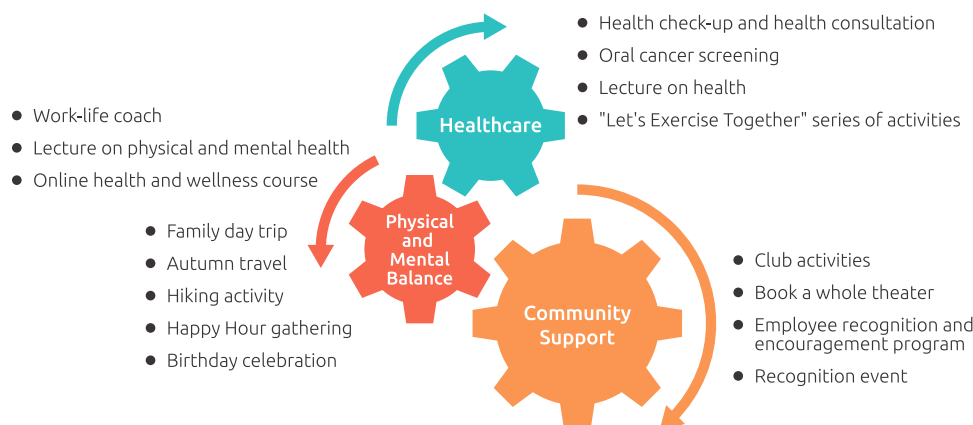 Healthcare
● Health check-up and health consultation
● Oral cancer screening
● Lecture on health
● "Let's Exercise Together" series of activities
● Work-life coach
● Lecture on physical and mental health
● Online health and wellness course
● Family day trip
● Autumn travel
● Hiking activity
● Happy Hour gathering
● Birthday celebration
Physical
and
Mental
Balance
Community
Support
● Club activities
● Book a whole theater
● Employee recognition and
encouragement program
● Recognition event